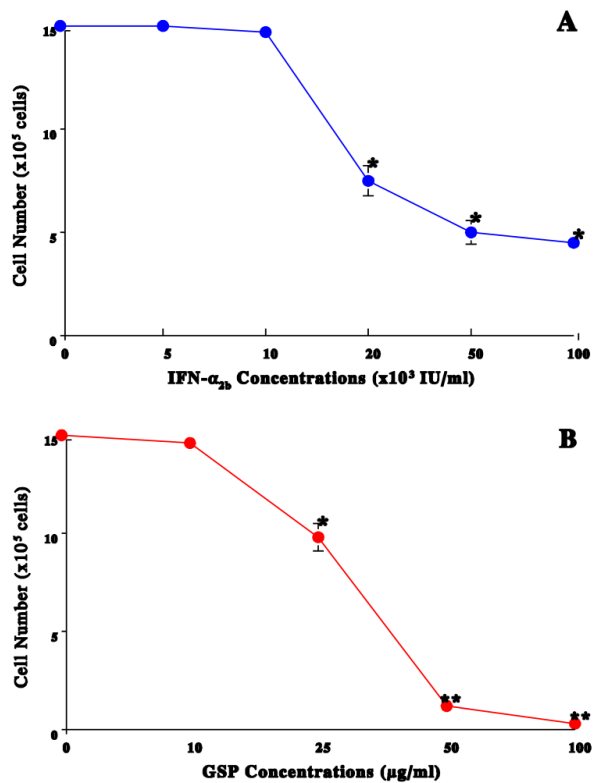 A
Cell Number (x10⁵ cells)
15
10
5
0
*
*
*
0 5 10 20 50 100
IFN-α₂b Concentrations (x10³ IU/ml)
B
Cell Number (x10⁵ cells)
15
10
5
0
*
**
**
0 10 25 50 100
GSP Concentrations (µg/ml)